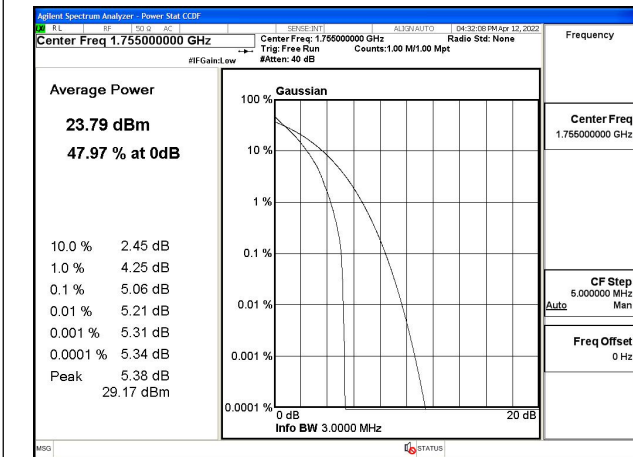 Agilent Spectrum Analyzer - Power Stat CCDF
LXI RL RF 50 Ω AC SENSE:INT ALIGN AUTO 04:32:08 PM Apr 12, 2022
Center Freq 1.755000000 GHz
Center Freq: 1.755000000 GHz Radio Std: None
Trig: Free Run Counts:1.00 M/1.00 Mpt
#IFGain:Low #Atten: 40 dB
Frequency
Average Power
23.79 dBm
47.97 % at 0dB
10.0 % 2.45 dB
1.0 % 4.25 dB
0.1 % 5.06 dB
0.01 % 5.21 dB
0.001 % 5.31 dB
0.0001 % 5.34 dB
Peak 5.38 dB
29.17 dBm
Gaussian
100 %
10 %
1 %
0.1 %
0.01 %
0.001 %
0.0001 %
0 dB 20 dB
Info BW 3.0000 MHz
Center Freq
1.755000000 GHz
CF Step
5.000000 MHz
Auto Man
Freq Offset
0 Hz
MSG STATUS